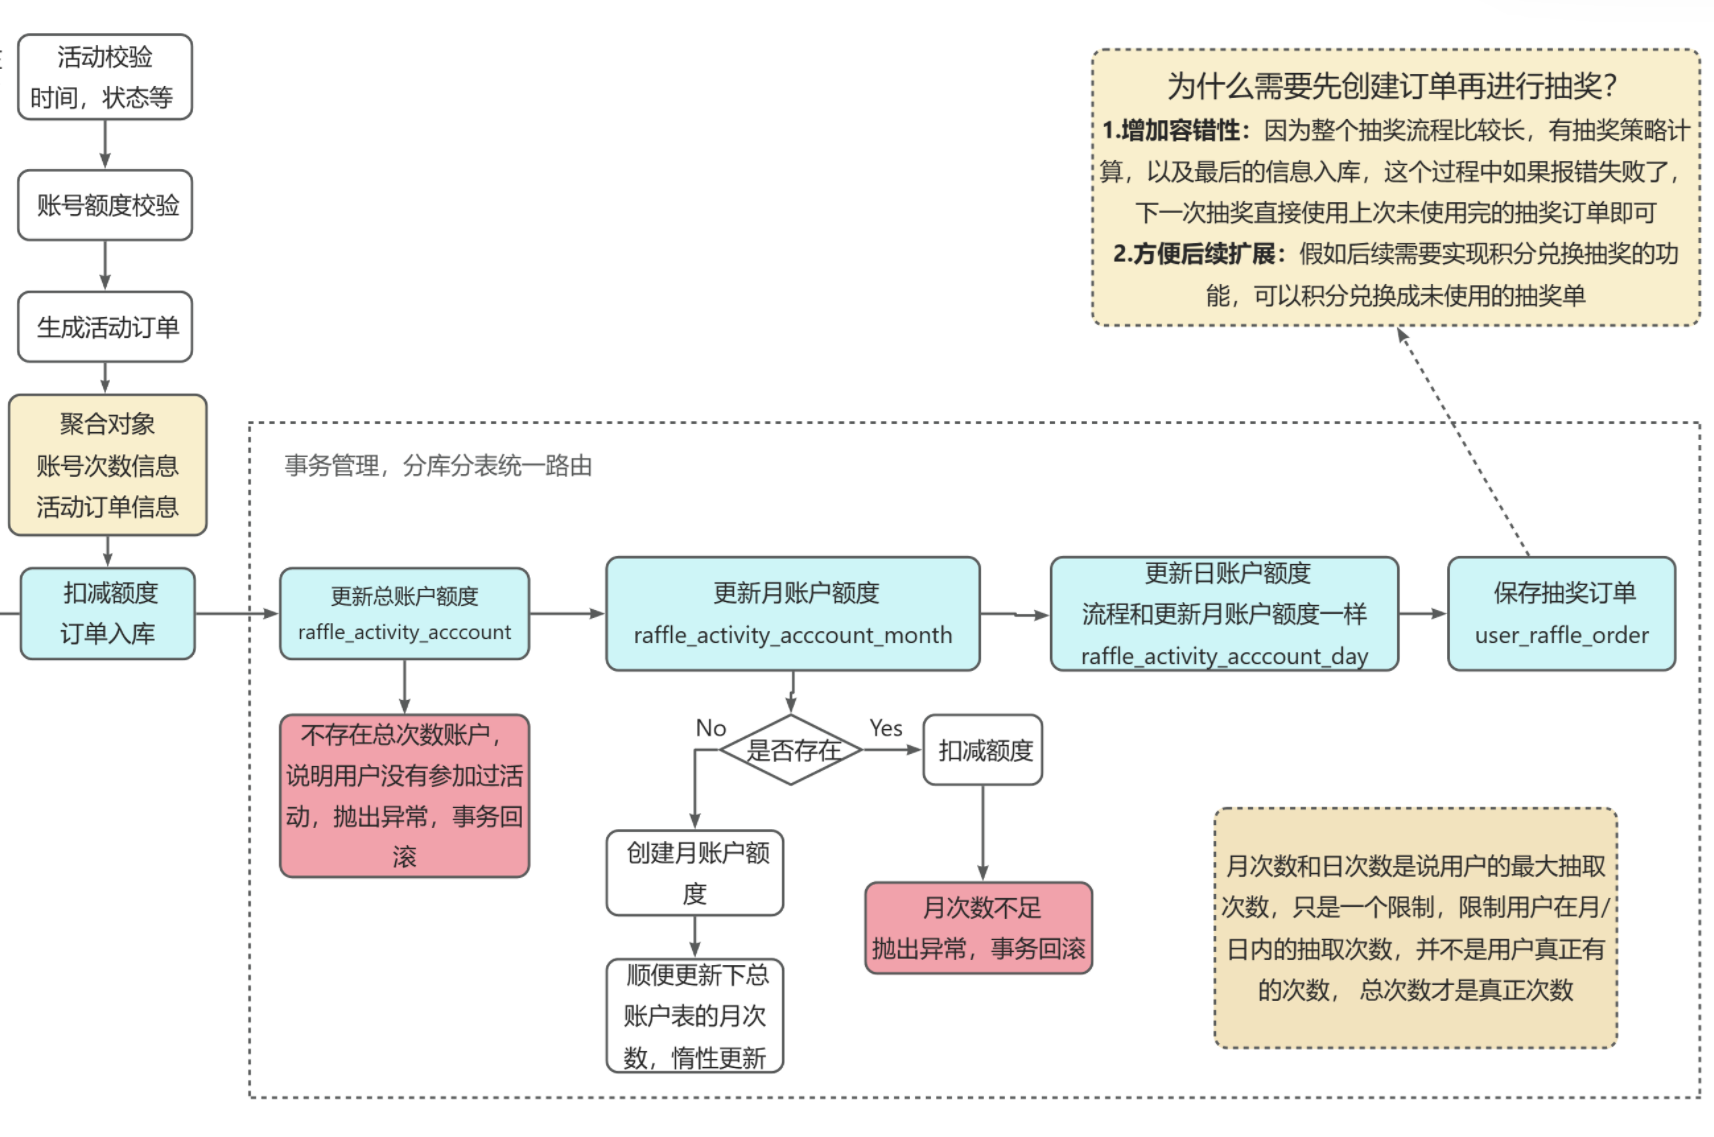 活动校验
时间，状态等
账号额度校验
生成活动订单
聚合对象
账号次数信息
活动订单信息
扣减额度
订单入库
为什么需要先创建订单再进行抽奖？
1.增加容错性：因为整个抽奖流程比较长，有抽奖策略计
算，以及最后的信息入库，这个过程中如果报错失败了，
下一次抽奖直接使用上次未使用完的抽奖订单即可
2.方便后续扩展：假如后续需要实现积分兑换抽奖的功
能，可以积分兑换成未使用的抽奖单
事务管理，分库分表统一路由
更新总账户额度
raffle_activity_acccount
更新月账户额度
raffle_activity_acccount_month
更新日账户额度
流程和更新月账户额度一样
raffle_activity_acccount_day
保存抽奖订单
user_raffle_order
不存在总次数账户，
说明用户没有参加过活
动，抛出异常，事务回
滚
No
是否存在
Yes
扣减额度
创建月账户额
度
顺便更新下总
账户表的月次
数，惰性更新
月次数不足
抛出异常，事务回滚
月次数和日次数是说用户的最大抽取
次数，只是一个限制，限制用户在月/
日内的抽取次数，并不是用户真正有
的次数， 总次数才是真正次数